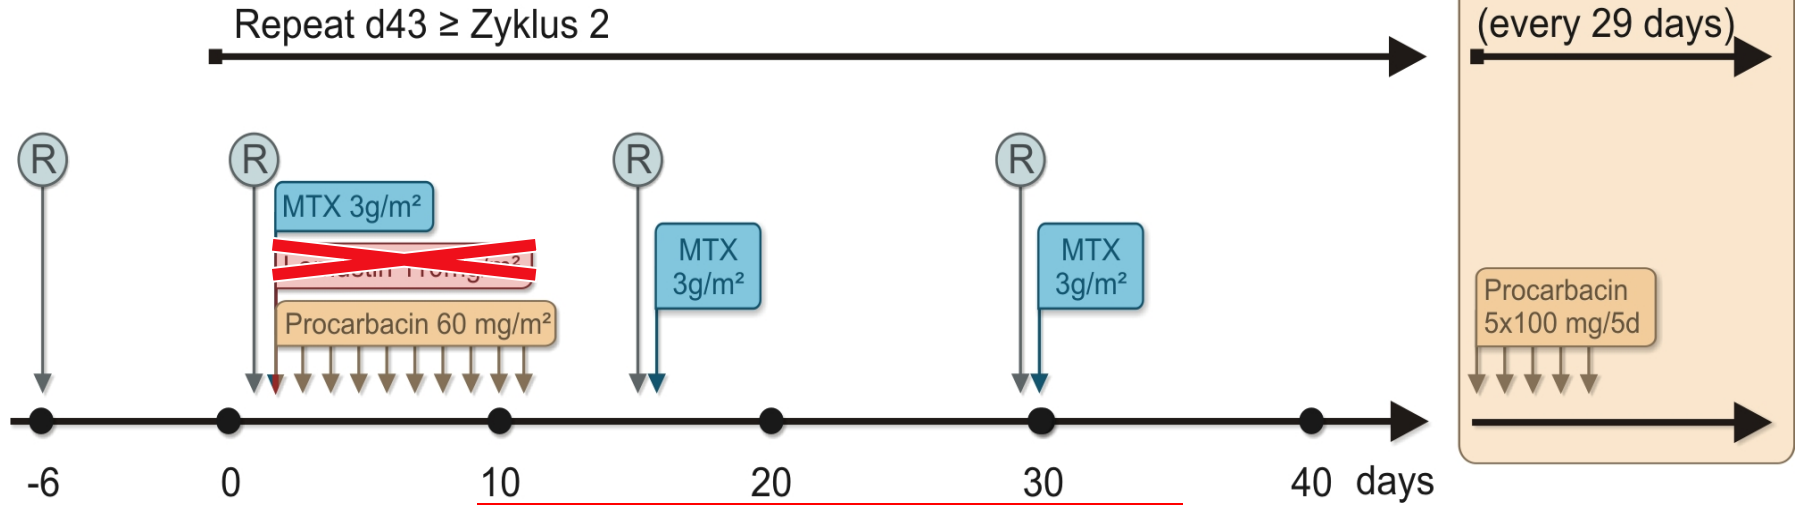 Repeat d43 ≥ Zyklus 2
(every 29 days)
R
R
R
R
MTX 3g/m²
MTX
3g/m²
MTX
3g/m²
Procarbacin 60 mg/m²
Procarbacin
5x100 mg/5d
-6 0 10 20 30 40 days